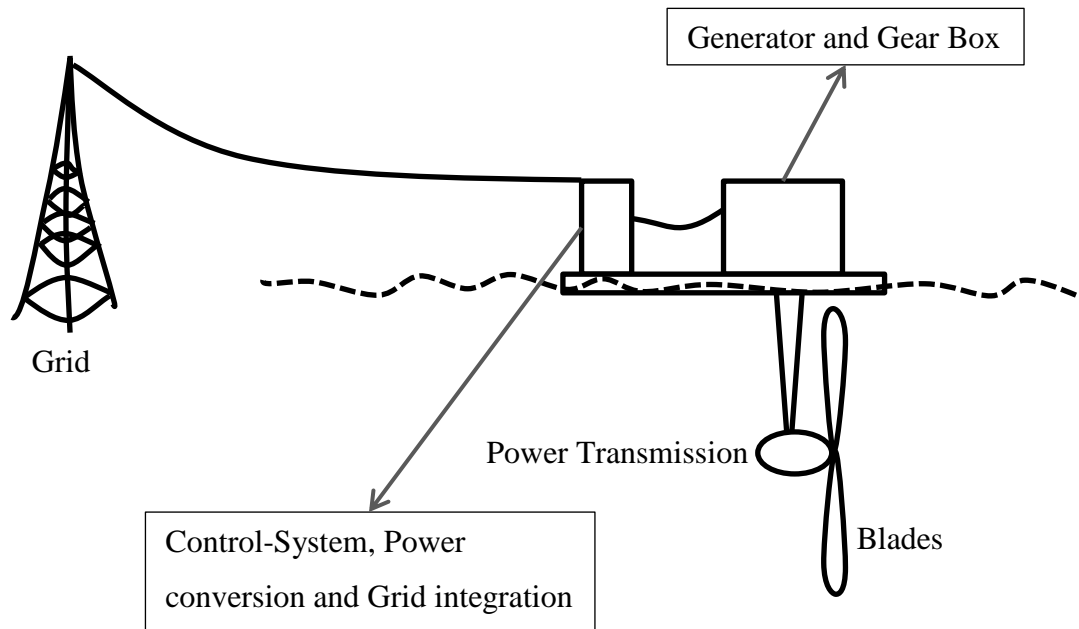 Generator and Gear Box
Grid
Power Transmission
Control-System, Power
conversion and Grid integration
Blades